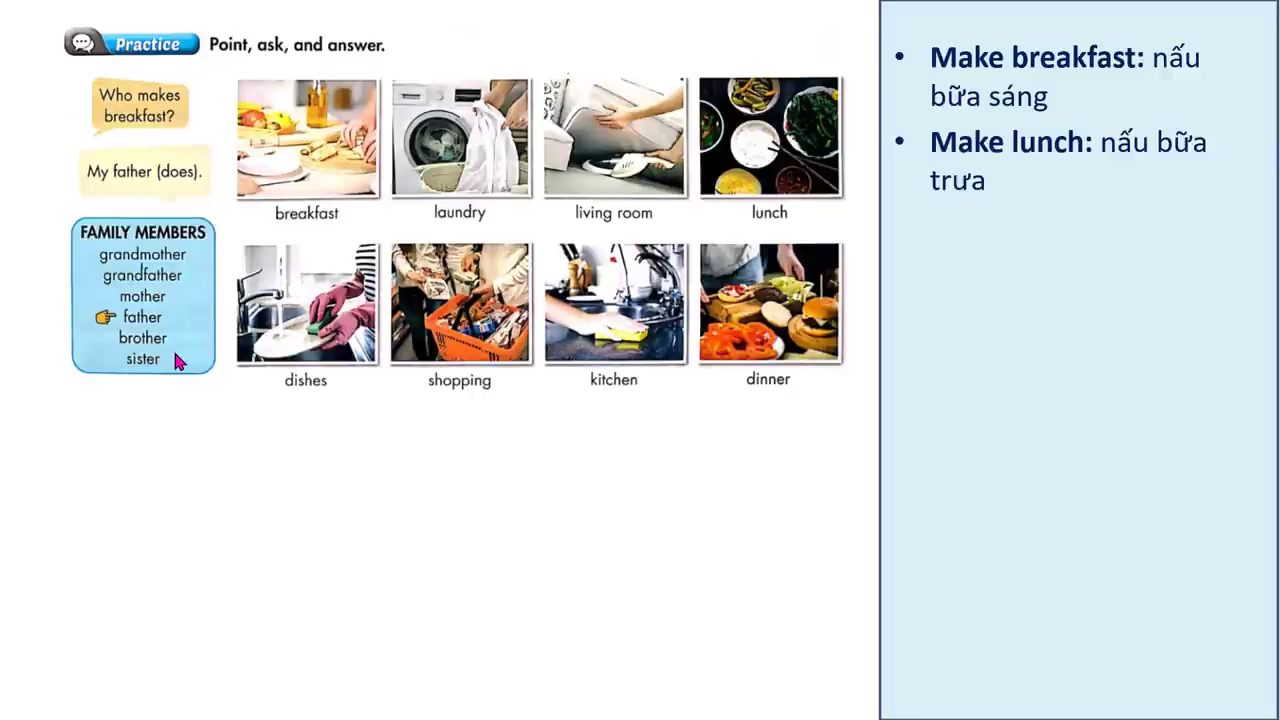 Practice Point, ask, and answer.
Who makes
breakfast?
My father (does).
FAMILY MEMBERS
grandmother
grandfather
mother
father
brother
sister
breakfast
laundry
living room
lunch
dishes
shopping
kitchen
dinner
• Make breakfast: nấu
bữa sáng
• Make lunch: nấu bữa
trưa